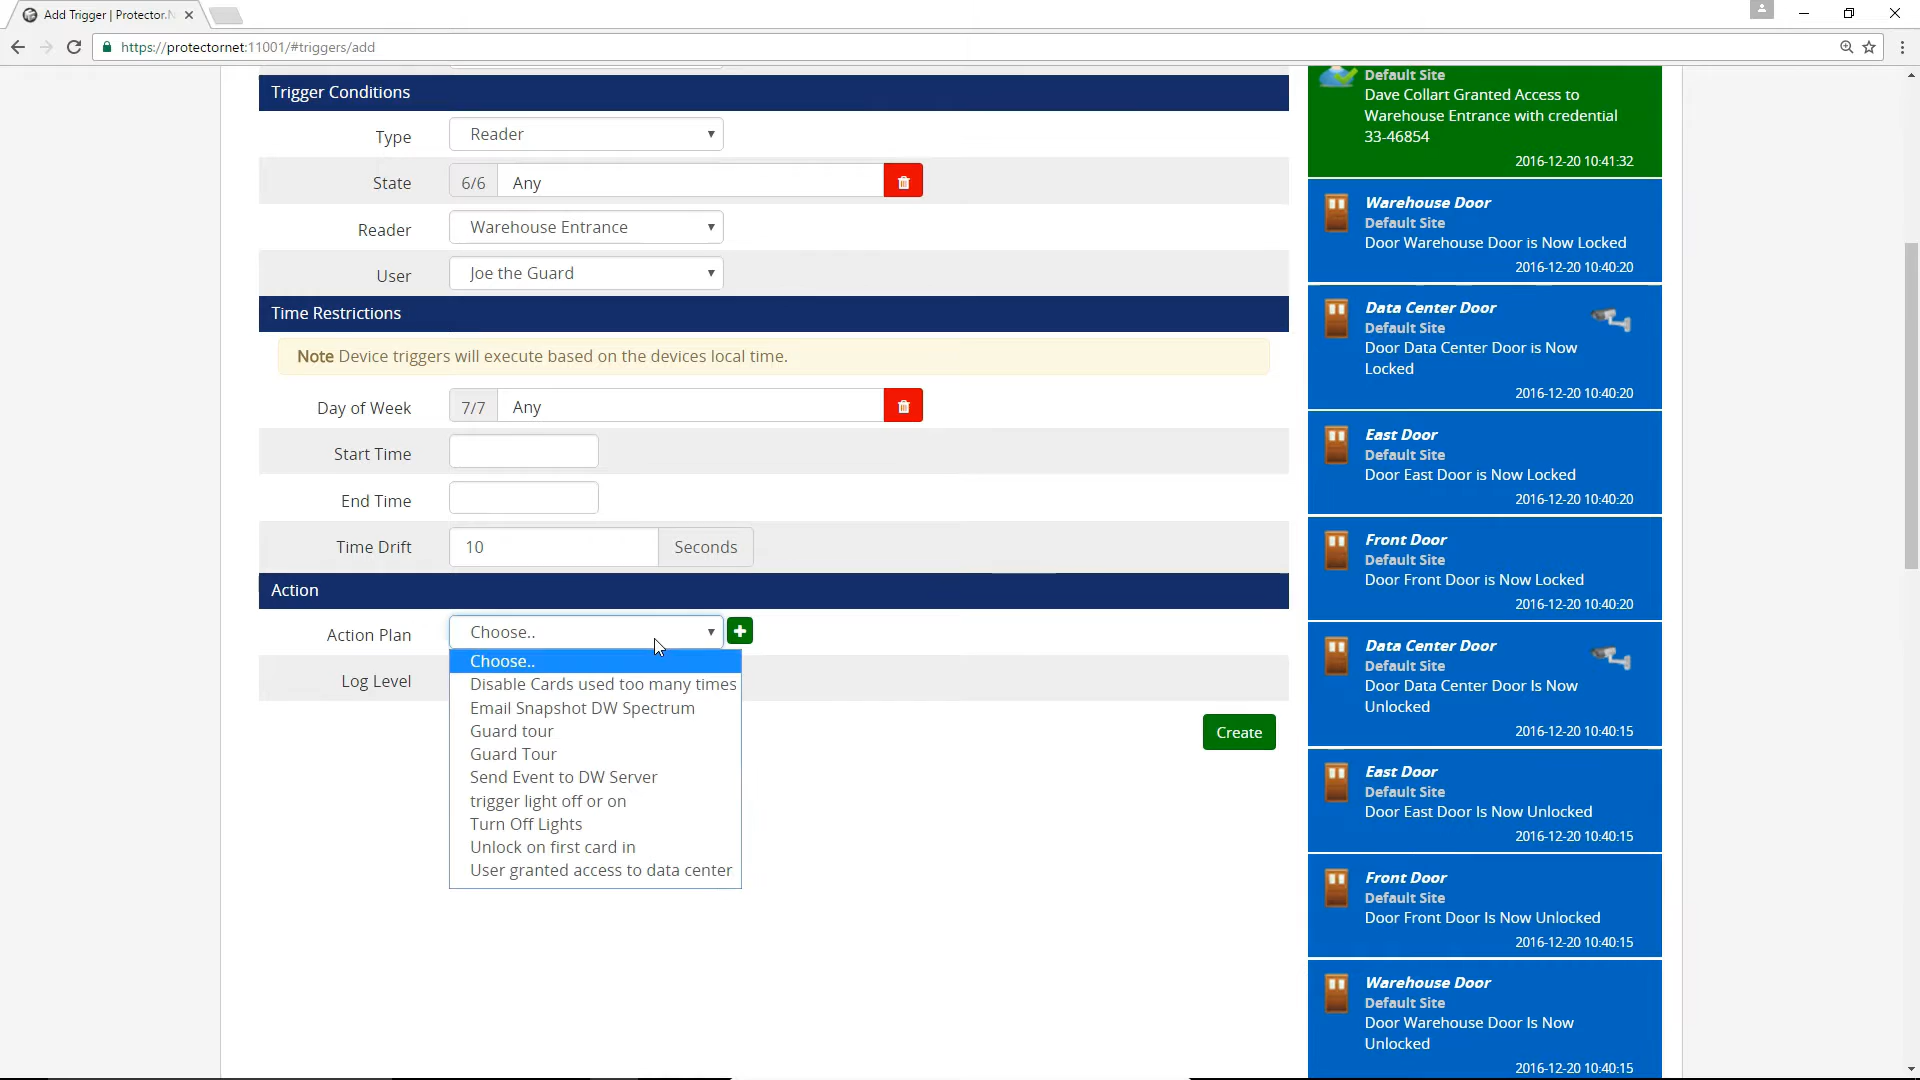 Add Trigger | Protector.N
https://protectornet:11001/#triggers/add
Trigger Conditions
Type
Reader
State
6/6
Any
Reader
Warehouse Entrance
User
Joe the Guard
Time Restrictions
Note Device triggers will execute based on the devices local time.
Day of Week
7/7
Any
Start Time
End Time
Time Drift
10
Seconds
Action
Action Plan
Choose..
Choose..
Disable Cards used too many times
Email Snapshot DW Spectrum
Guard tour
Guard Tour
Send Event to DW Server
trigger light off or on
Turn Off Lights
Unlock on first card in
User granted access to data center
Log Level
Create
Default Site
Dave Collart Granted Access to
Warehouse Entrance with credential
33-46854
2016-12-20 10:41:32
Warehouse Door
Default Site
Door Warehouse Door is Now Locked
2016-12-20 10:40:20
Data Center Door
Default Site
Door Data Center Door is Now
Locked
2016-12-20 10:40:20
East Door
Default Site
Door East Door is Now Locked
2016-12-20 10:40:20
Front Door
Default Site
Door Front Door is Now Locked
2016-12-20 10:40:20
Data Center Door
Default Site
Door Data Center Door Is Now
Unlocked
2016-12-20 10:40:15
East Door
Default Site
Door East Door Is Now Unlocked
2016-12-20 10:40:15
Front Door
Default Site
Door Front Door Is Now Unlocked
2016-12-20 10:40:15
Warehouse Door
Default Site
Door Warehouse Door Is Now
Unlocked
2016-12-20 10:40:15